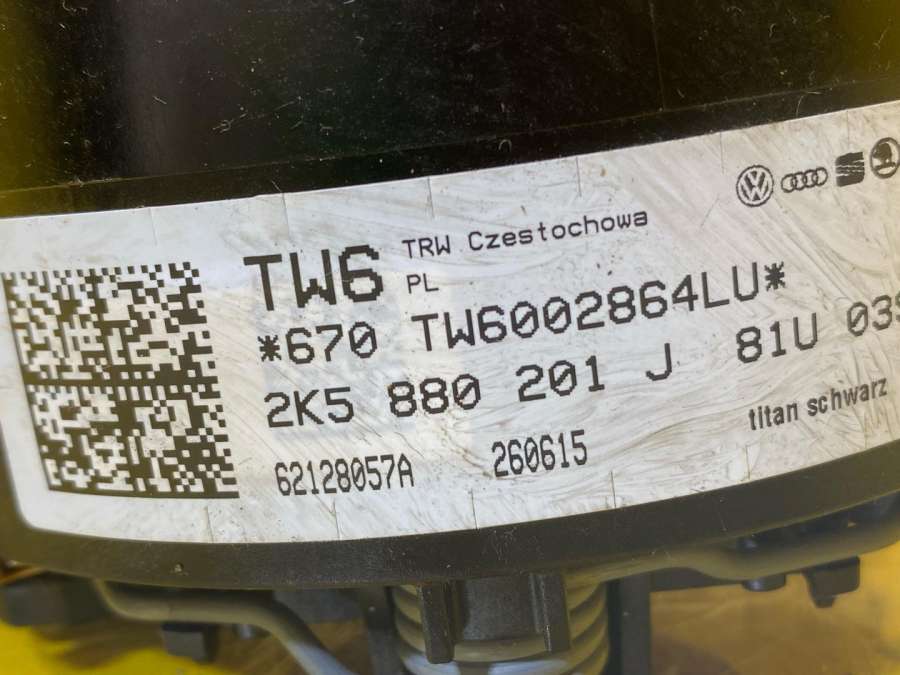 TW6 TRW Czestochowa
PL
*670 TW6002864LU*
2K5 880 201 J 81U
titan schwarz
62128057A 260615